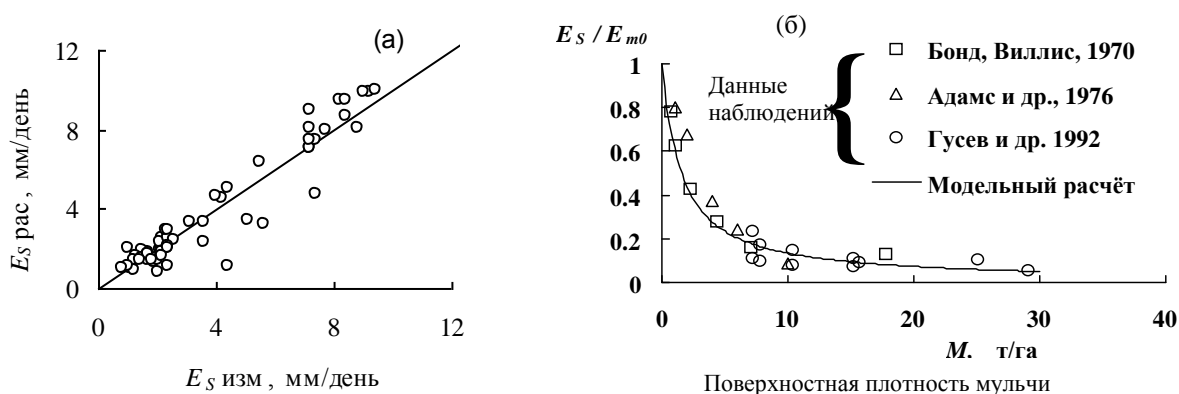 (а)
12
8
4
0
0 4 8 12
E_S рас , мм/день
E_S изм , мм/день
E_S / E_m0 (б)
1
0.8
0.6
0.4
0.2
0
0 10 20 30 40
Данные
наблюдений
Бонд, Виллис, 1970
Адамс и др., 1976
Гусев и др. 1992
Модельный расчёт
M, т/га
Поверхностная плотность мульчи